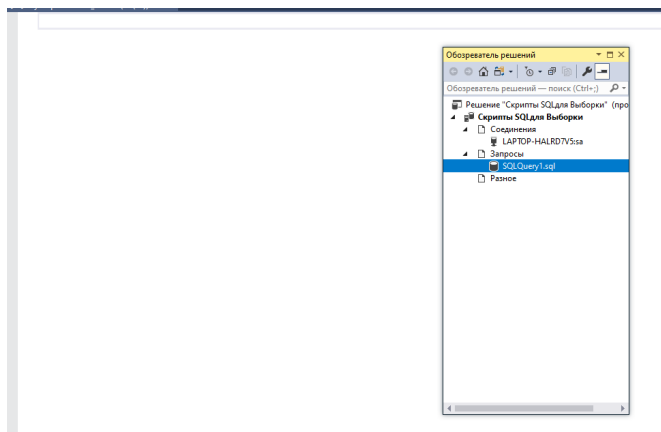 Обозреватель решений
Обозреватель решений — поиск (Ctrl+;)
Решение "Скрипты SQLдля Выборки" (про
Скрипты SQLдля Выборки
Соединения
LAPTOP-HALRD7V5:sa
Запросы
SQLQuery1.sql
Разное